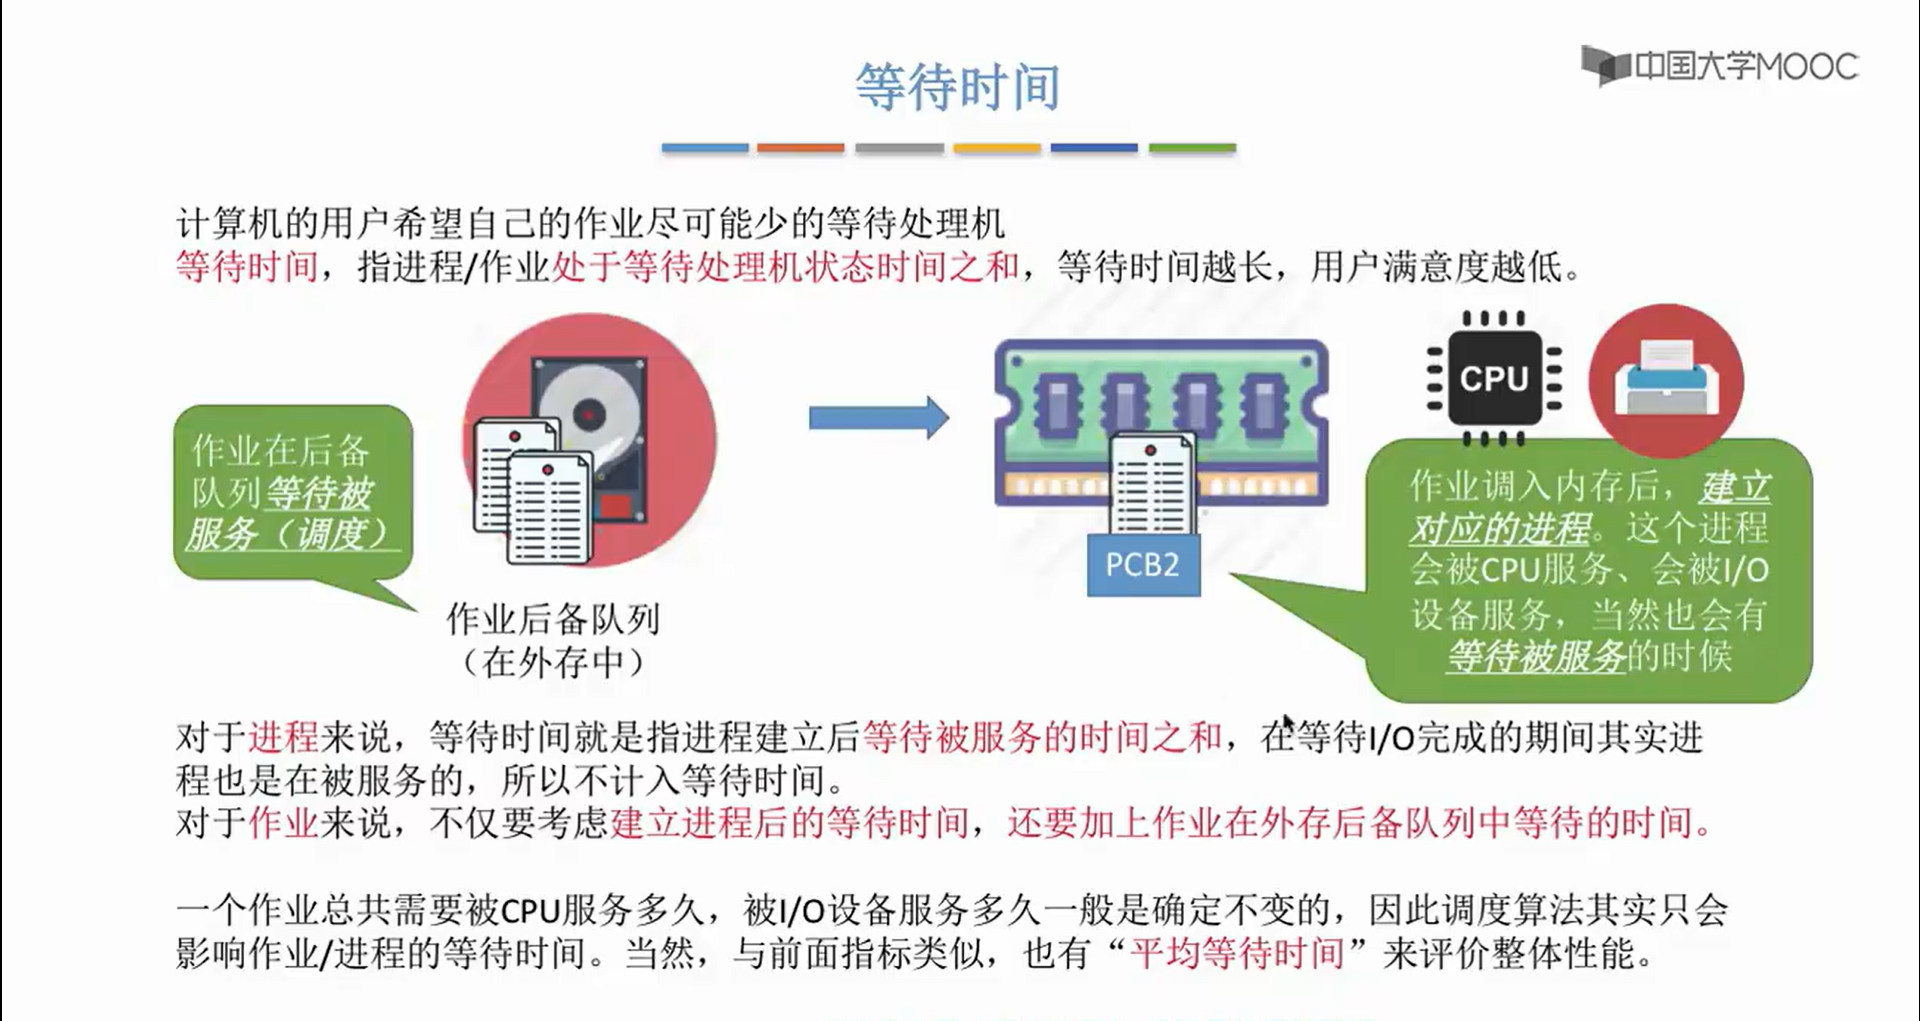 中国大学MOOC
等待时间
计算机的用户希望自己的作业尽可能少的等待处理机
等待时间，指进程/作业处于等待处理机状态时间之和，等待时间越长，用户满意度越低。
作业在后备
队列等待被
服务（调度）
作业后备队列
（在外存中）
PCB2
CPU
作业调入内存后，建立
对应的进程。这个进程
会被CPU服务、会被I/O
设备服务，当然也会有
等待被服务的时候
对于进程来说，等待时间就是指进程建立后等待被服务的时间之和，在等待I/O完成的期间其实进
程也是在被服务的，所以不计入等待时间。
对于作业来说，不仅要考虑建立进程后的等待时间，还要加上作业在外存后备队列中等待的时间。
一个作业总共需要被CPU服务多久，被I/O设备服务多久一般是确定不变的，因此调度算法其实只会
影响作业/进程的等待时间。当然，与前面指标类似，也有“平均等待时间”来评价整体性能。